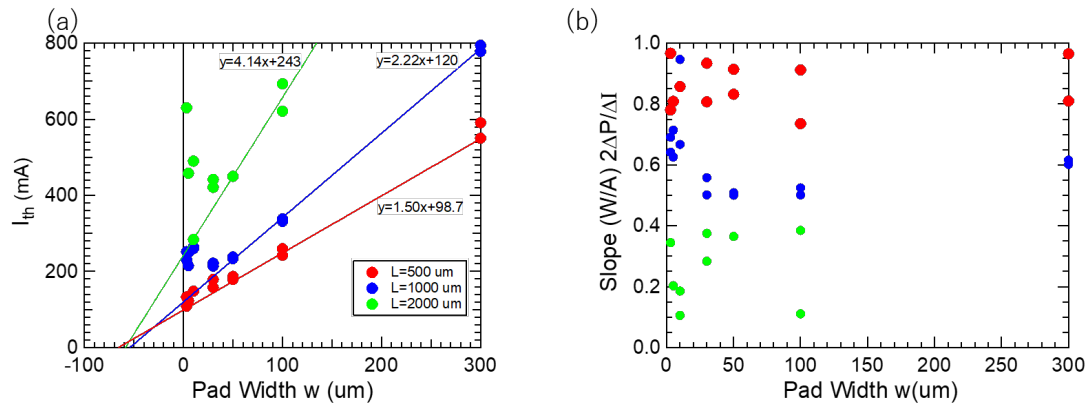 (a)
800
600
400
200
0
I_th (mA)
-100 0 100 200 300
Pad Width w (um)
y=4.14x+243
y=2.22x+120
y=1.50x+98.7
L=500 um
L=1000 um
L=2000 um
(b)
1.0
0.8
0.6
0.4
0.2
0.0
Slope (W/A) 2ΔP/ΔI
0 50 100 150 200 250 300
Pad Width w(um)